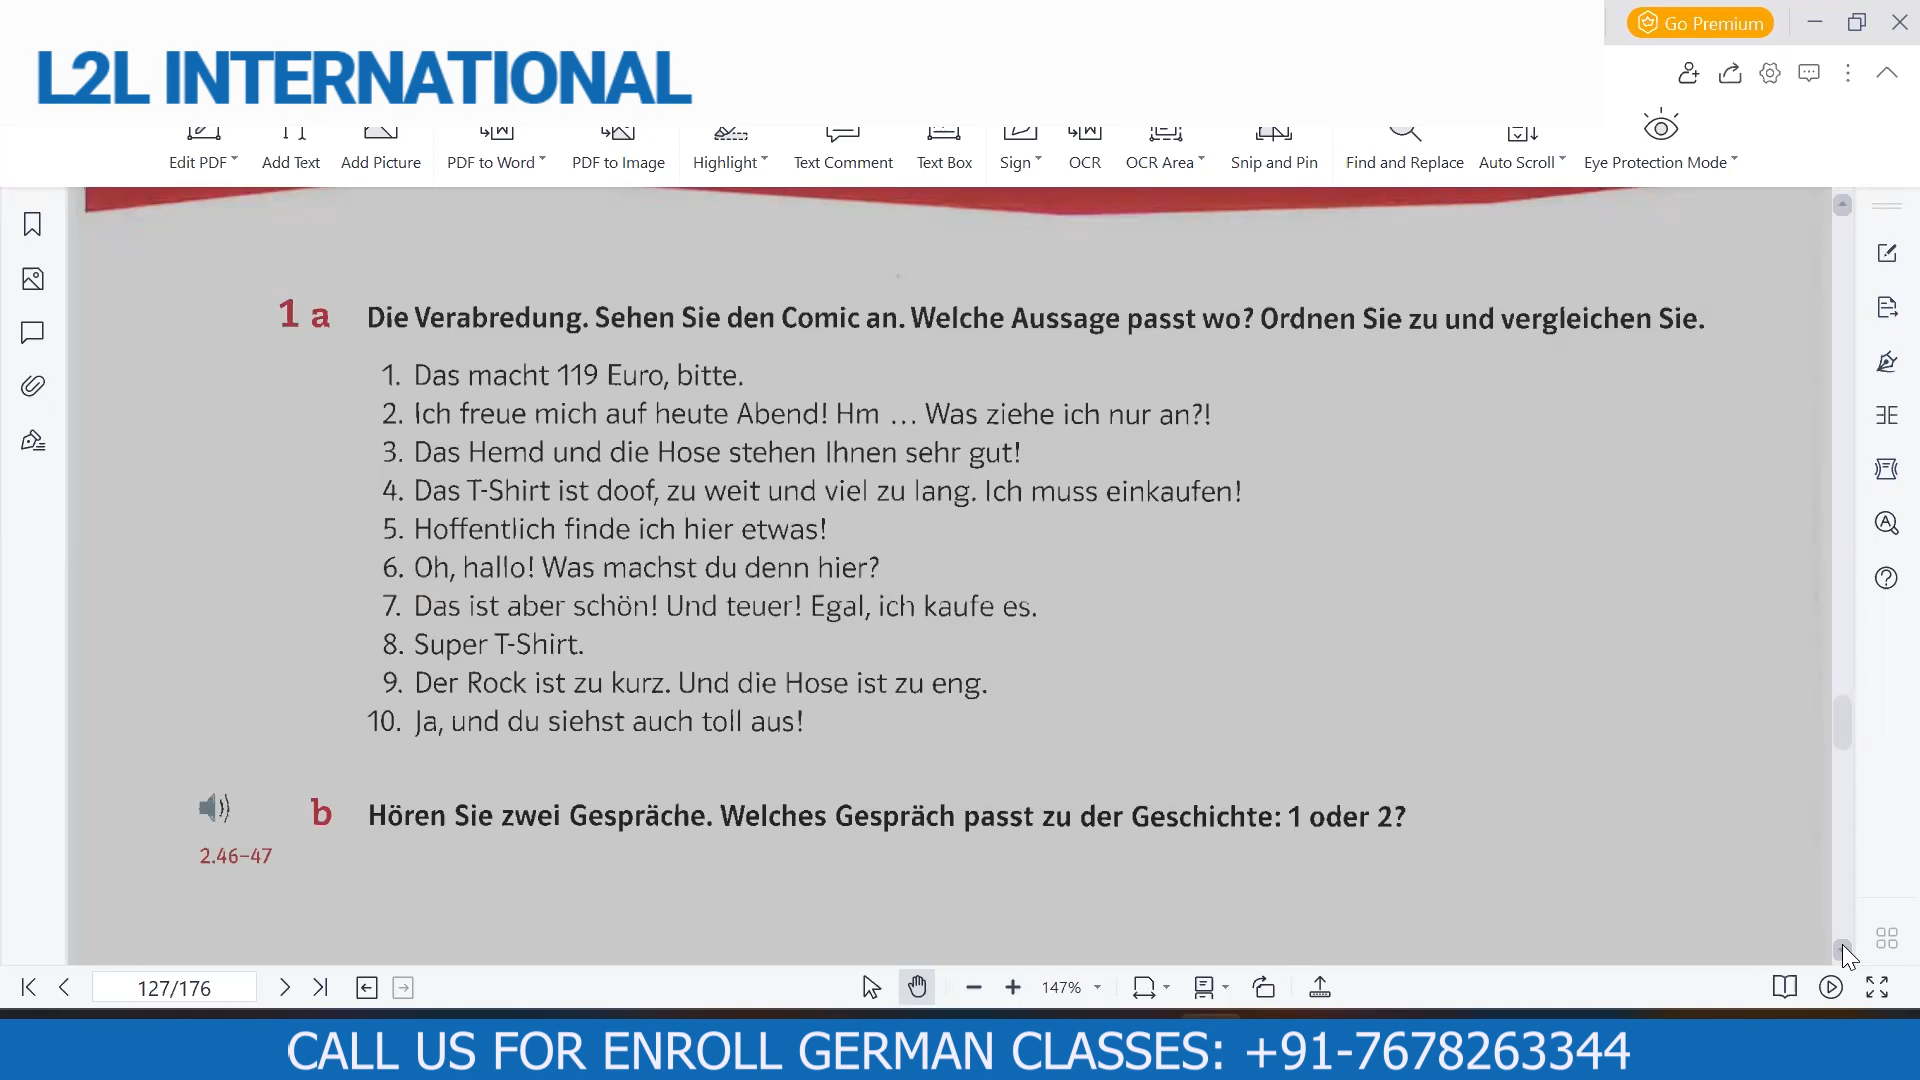 Go Premium
L2L INTERNATIONAL
Edit PDF Add Text Add Picture PDF to Word PDF to Image Highlight Text Comment Text Box Sign OCR OCR Area Snip and Pin Find and Replace Auto Scroll Eye Protection Mode
1 a Die Verabredung. Sehen Sie den Comic an. Welche Aussage passt wo? Ordnen Sie zu und vergleichen Sie.
1. Das macht 119 Euro, bitte.
2. Ich freue mich auf heute Abend! Hm ... Was ziehe ich nur an?!
3. Das Hemd und die Hose stehen Ihnen sehr gut!
4. Das T-Shirt ist doof, zu weit und viel zu lang. Ich muss einkaufen!
5. Hoffentlich finde ich hier etwas!
6. Oh, hallo! Was machst du denn hier?
7. Das ist aber schön! Und teuer! Egal, ich kaufe es.
8. Super T-Shirt.
9. Der Rock ist zu kurz. Und die Hose ist zu eng.
10. Ja, und du siehst auch toll aus!
b Hören Sie zwei Gespräche. Welches Gespräch passt zu der Geschichte: 1 oder 2?
2.46–47
127/176 147%
CALL US FOR ENROLL GERMAN CLASSES: +91-7678263344